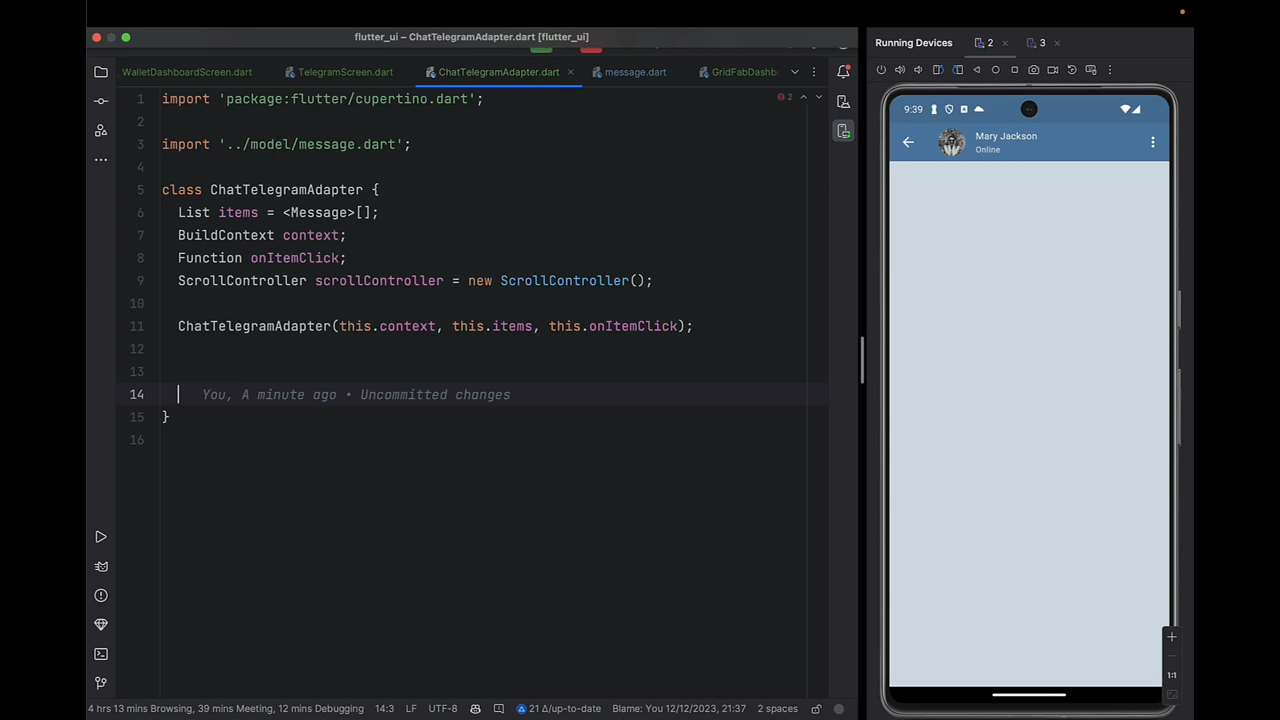 flutter_ui – ChatTelegramAdapter.dart [flutter_ui]
WalletDashboardScreen.dart
TelegramScreen.dart
ChatTelegramAdapter.dart
message.dart
GridFabDashb
1 import 'package:flutter/cupertino.dart';
2
3 import '../model/message.dart';
4
5 class ChatTelegramAdapter {
6 List items = <Message>[];
7 BuildContext context;
8 Function onItemClick;
9 ScrollController scrollController = new ScrollController();
10
11 ChatTelegramAdapter(this.context, this.items, this.onItemClick);
12
13
14 You, A minute ago • Uncommitted changes
15 }
16
2
4 hrs 13 mins Browsing, 39 mins Meeting, 12 mins Debugging
14:3
LF
UTF-8
21 Δ/up-to-date
Blame: You 12/12/2023, 21:37
2 spaces
Running Devices
2
3
9:39
Mary Jackson
Online
1:1